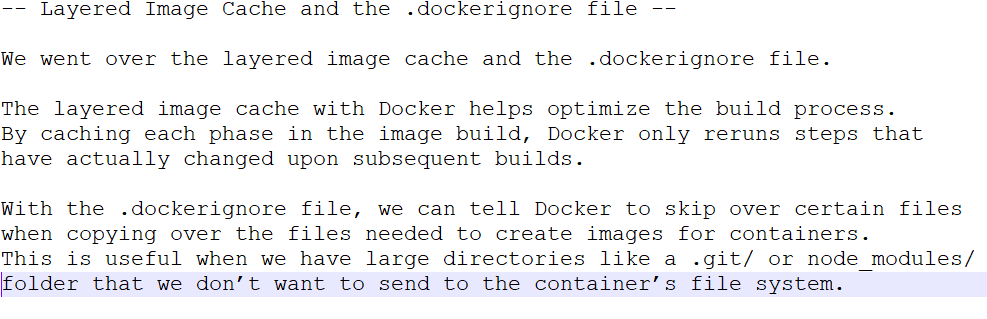 -- Layered Image Cache and the .dockerignore file --
We went over the layered image cache and the .dockerignore file.
The layered image cache with Docker helps optimize the build process.
By caching each phase in the image build, Docker only reruns steps that
have actually changed upon subsequent builds.
With the .dockerignore file, we can tell Docker to skip over certain files
when copying over the files needed to create images for containers.
This is useful when we have large directories like a .git/ or node_modules/
folder that we don’t want to send to the container’s file system.